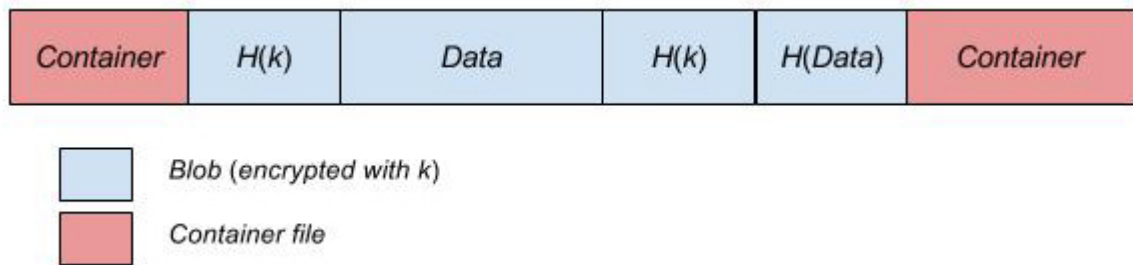 Container H(k) Data H(k) H(Data) Container
Blob (encrypted with k)
Container file